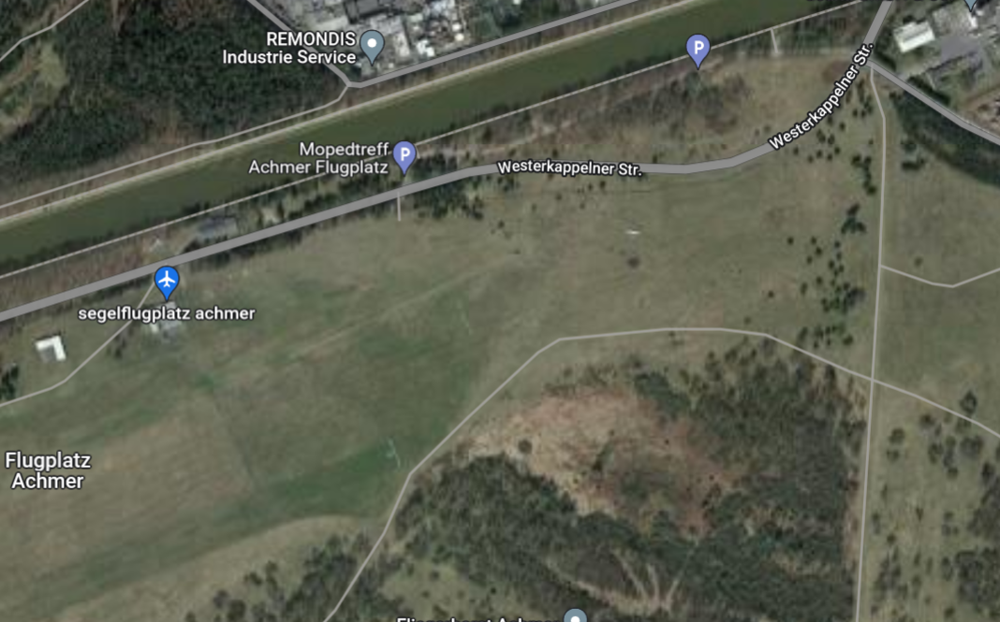 REMONDIS
Industrie Service
P
Westerkappelner Str.
Mopedtreff
Achmer Flugplatz
P
Westerkappelner Str.
segelflugplatz achmer
Flugplatz
Achmer